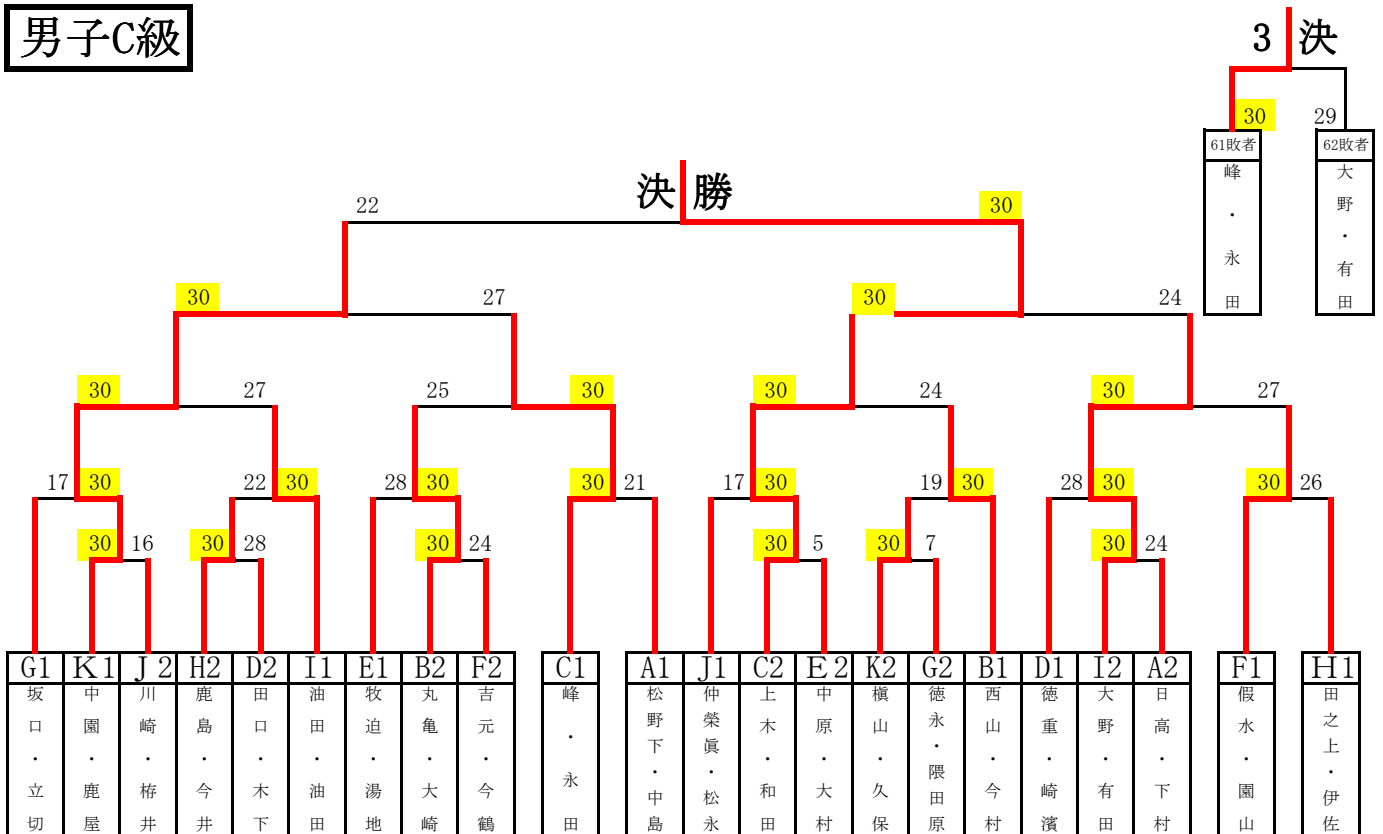 男子C級
3 決
30 29
61敗者 62敗者
峰・永田
大野・有田
決 勝
22 30
30 27 30 24
30 27 25 30 30 24 30 27
17 30 22 30 28 30 30 21 17 30 19 30 28 30 30 26
30 16 30 28 30 24 30 5 30 7 30 24
G1 K1 J2 H2 D2 I1 E1 B2 F2 C1 A1 J1 C2 E2 K2 G2 B1 D1 I2 A2 F1 H1
坂口・立切
中園・鹿屋
川崎・栫井
鹿島・今井
田口・木下
油田・油田
牧迫・湯地
丸亀・大崎
吉元・今鶴
峰・永田
松野下・中島
仲榮眞・松永
上木・和田
中原・大村
槇山・久保
徳永・隈田原
西山・今村
徳重・崎濱
大野・有田
日高・下村
假水・園山
田之上・伊佐